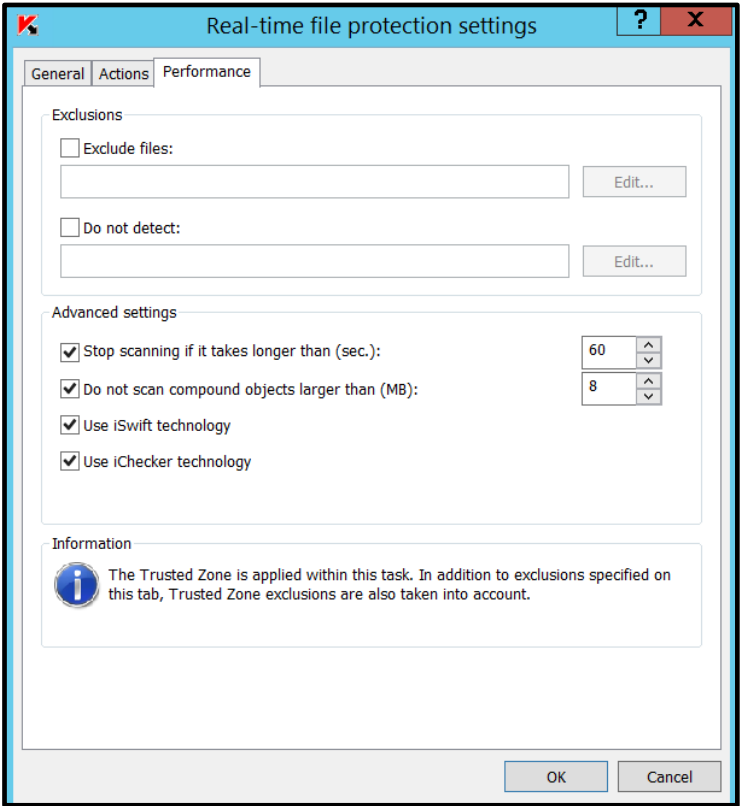 Real-time file protection settings
?
X
General
Actions
Performance
Exclusions
Exclude files:
Edit...
Do not detect:
Edit...
Advanced settings
Stop scanning if it takes longer than (sec.):
60
Do not scan compound objects larger than (MB):
8
Use iSwift technology
Use iChecker technology
Information
The Trusted Zone is applied within this task. In addition to exclusions specified on
this tab, Trusted Zone exclusions are also taken into account.
OK
Cancel